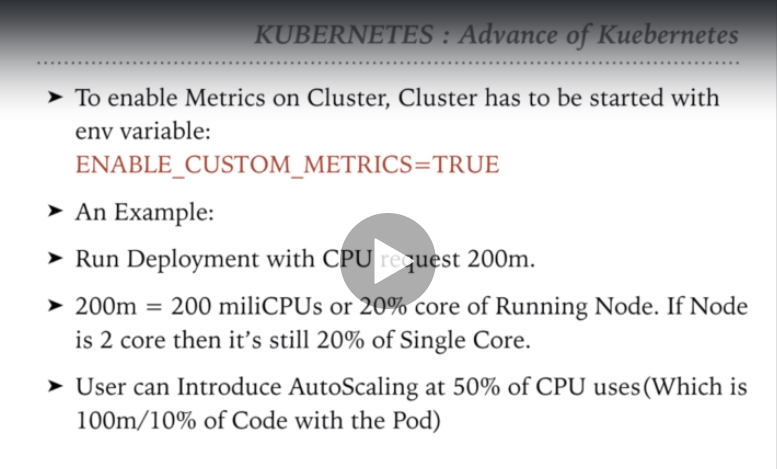 KUBERNETES : Advance of Kuebernetes
➤ To enable Metrics on Cluster, Cluster has to be started with
env variable:
ENABLE_CUSTOM_METRICS=TRUE
➤ An Example:
➤ Run Deployment with CPU request 200m.
➤ 200m = 200 miliCPUs or 20% core of Running Node. If Node
is 2 core then it's still 20% of Single Core.
➤ User can Introduce AutoScaling at 50% of CPU uses(Which is
100m/10% of Code with the Pod)